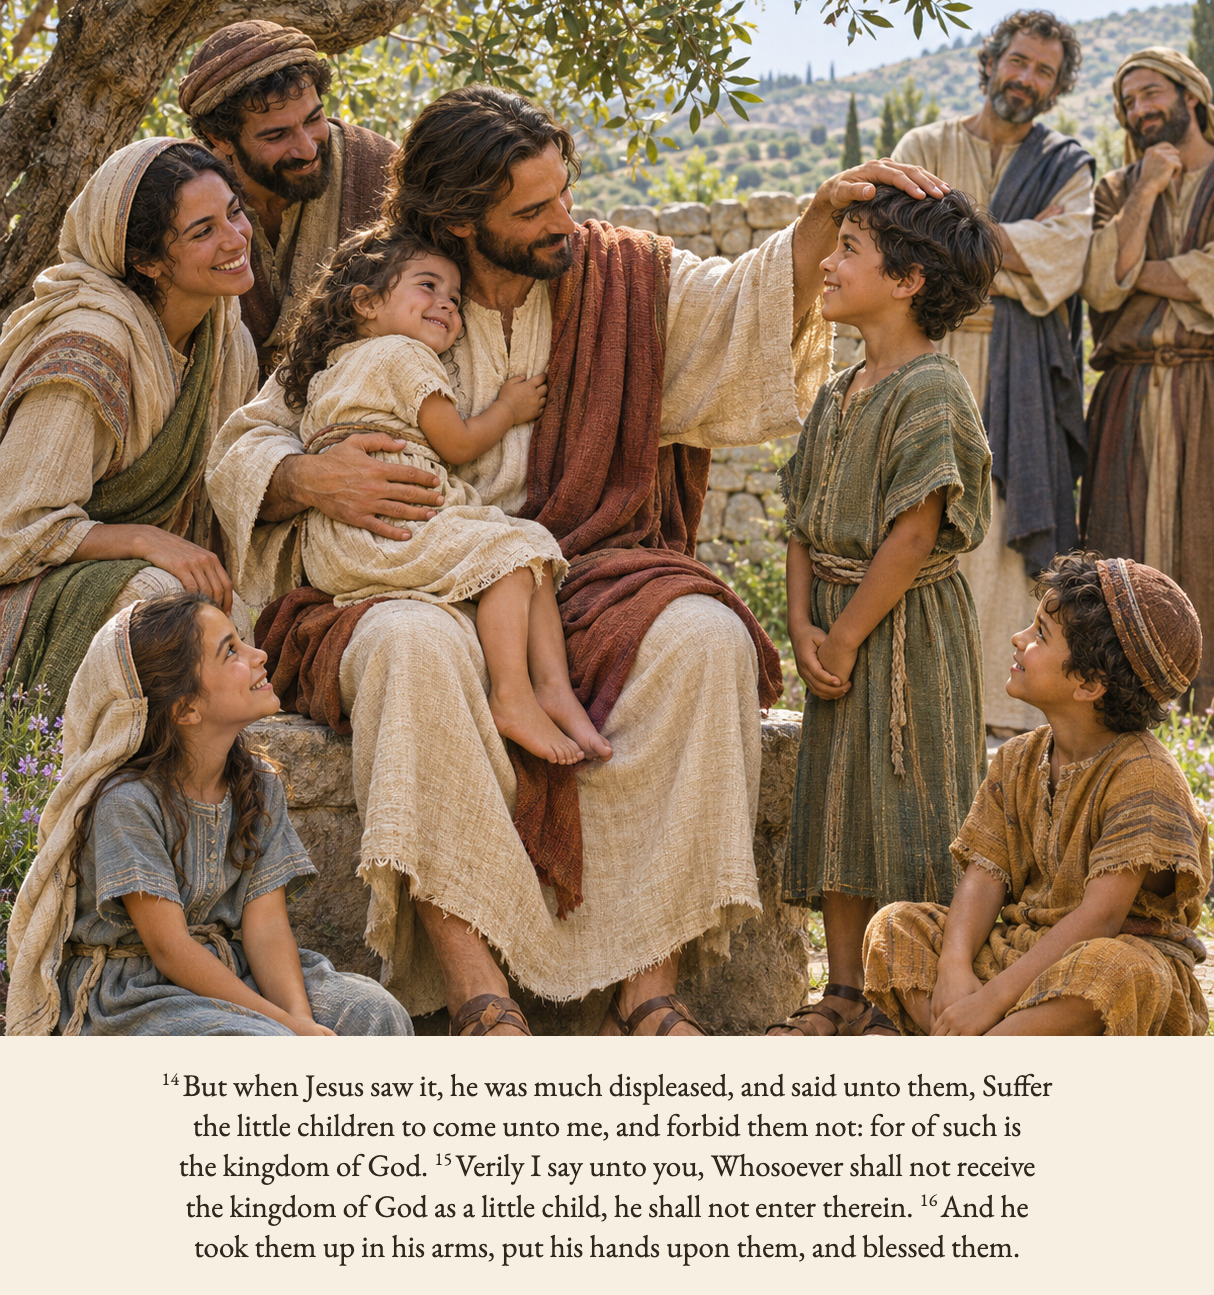 14 But when Jesus saw it, he was much displeased, and said unto them, Suffer
the little children to come unto me, and forbid them not: for of such is
the kingdom of God. 15 Verily I say unto you, Whosoever shall not receive
the kingdom of God as a little child, he shall not enter therein. 16 And he
took them up in his arms, put his hands upon them, and blessed them.